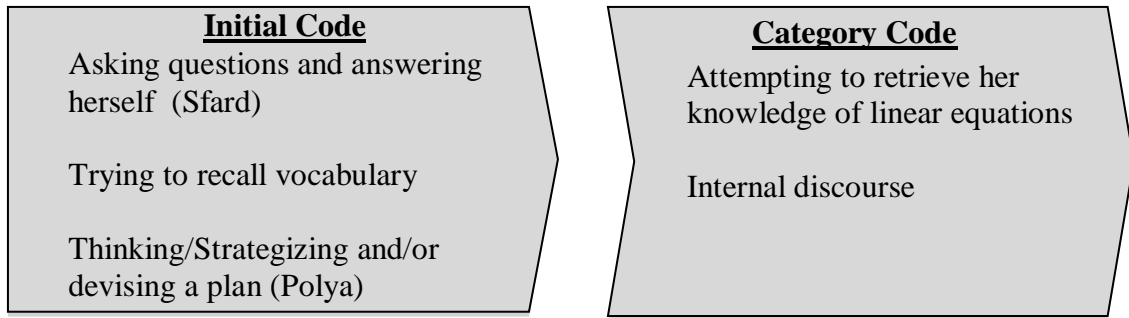 Initial Code
Asking questions and answering
herself (Sfard)
Trying to recall vocabulary
Thinking/Strategizing and/or
devising a plan (Polya)
Category Code
Attempting to retrieve her
knowledge of linear equations
Internal discourse